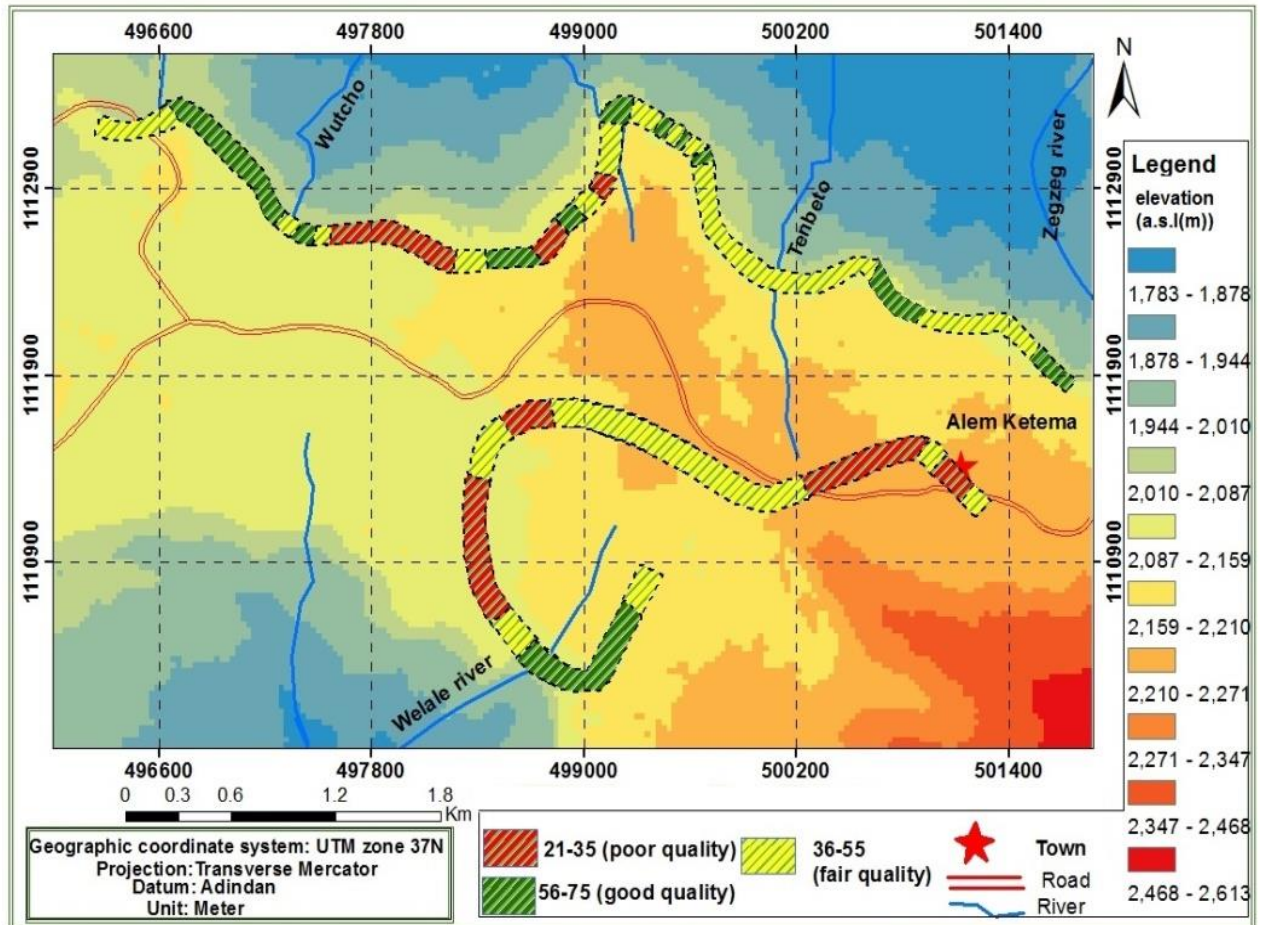 496600 497800 499000 500200 501400
N
Wutcho
Tenbeto
Zegzeg river
1112900
1112900
1111900
1111900
Alem Ketema
1110900
1110900
Welale river
496600 497800 499000 500200 501400
Legend
elevation
(a.s.l(m))
1,783 - 1,878
1,878 - 1,944
1,944 - 2,010
2,010 - 2,087
2,087 - 2,159
2,159 - 2,210
2,210 - 2,271
2,271 - 2,347
2,347 - 2,468
2,468 - 2,613
0 0.3 0.6 1.2 1.8
Km
Geographic coordinate system: UTM zone 37N
Projection:Transverse Mercator
Datum: Adindan
Unit: Meter
21-35 (poor quality)
56-75 (good quality)
36-55
(fair quality)
Town
Road
River